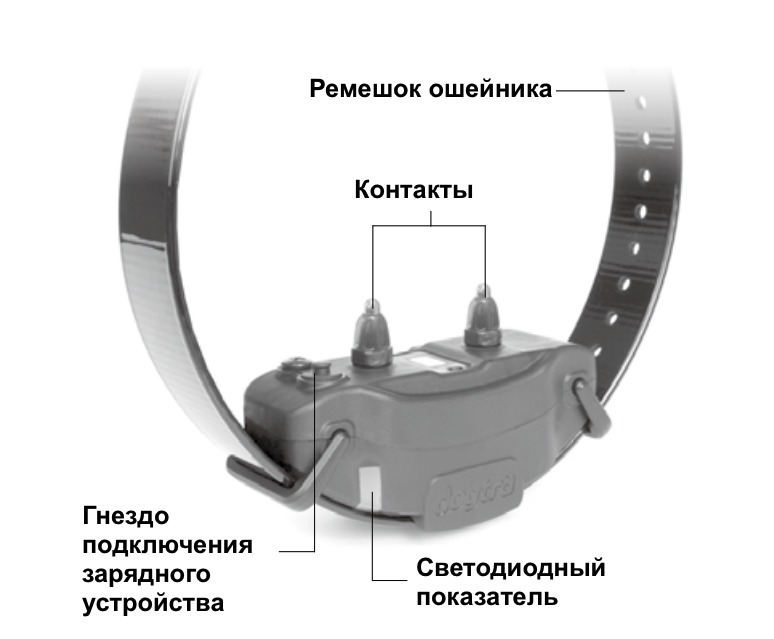 Ремешок ошейника
Контакты
dogtra
Гнездо
подключения
зарядного
устройства
Светодиодный
показатель